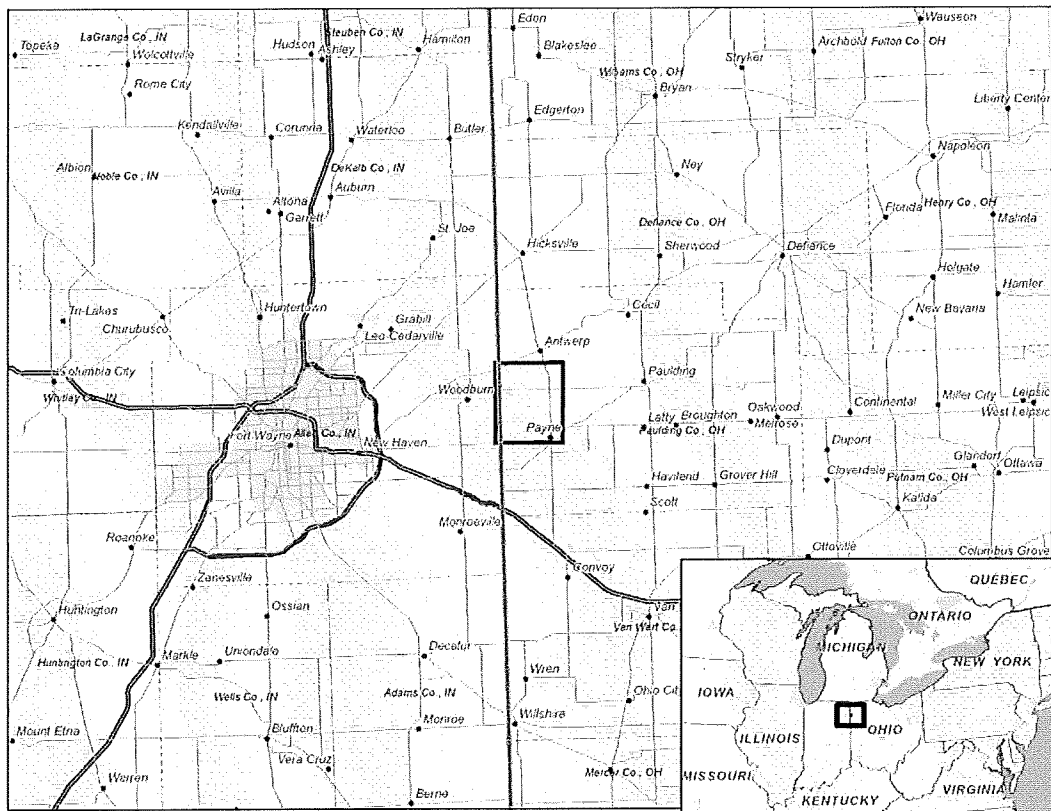 Edon
Wauseon
LaGrange Co, IN
Steuben Co, IN
Hamilton
Topeka
Wolcottville
Hudson
Ashley
Blakeslee
Stryker
Archbold
Fulton Co, OH
Williams Co, OH
Bryan
Rome City
Edgerton
Liberty Center
Kendallville
Corunna
Waterloo
Butler
Napoleon
Albion
Noble Co, IN
DeKalb Co, IN
Ney
Avilla
Altona
Auburn
Garrett
Florida
Henry Co, OH
Malinta
St. Joe
Defiance Co, OH
Hicksville
Sherwood
Defiance
Holgate
Hamler
Tri-Lakes
Huntertown
Grabill
Cecil
New Bavaria
Churubusco
Leo-Cedarville
Antwerp
Columbia City
Paulding
Whitley Co, IN
Woodburn
Miller City
Leipsic
West Leipsic
Continental
Oakwood
Latty
Broughton
Melrose
Fort Wayne
Allen Co, IN
New Haven
Payne
Paulding Co, OH
Dupont
Glandorf
Haviland
Grover Hill
Cloverdale
Putnam Co, OH
Ottawa
Scott
Kalida
Monroeville
Roanoke
Ottoville
Columbus Grove
Zanesville
Convoy
Huntington
Ossian
Van
Van Wert Co
Huntington Co, IN
Markle
Uniondale
Decatur
Wren
Wells Co, IN
Adams Co, IN
Ohio City
Mount Etna
Bluffton
Monroe
Willshire
Vera Cruz
Warren
Berne
Mercer Co, OH
QUÉBEC
ONTARIO
MICHIGAN
NEW YORK
IOWA
ILLINOIS
OHIO
MISSOURI
KENTUCKY
VIRGINIA